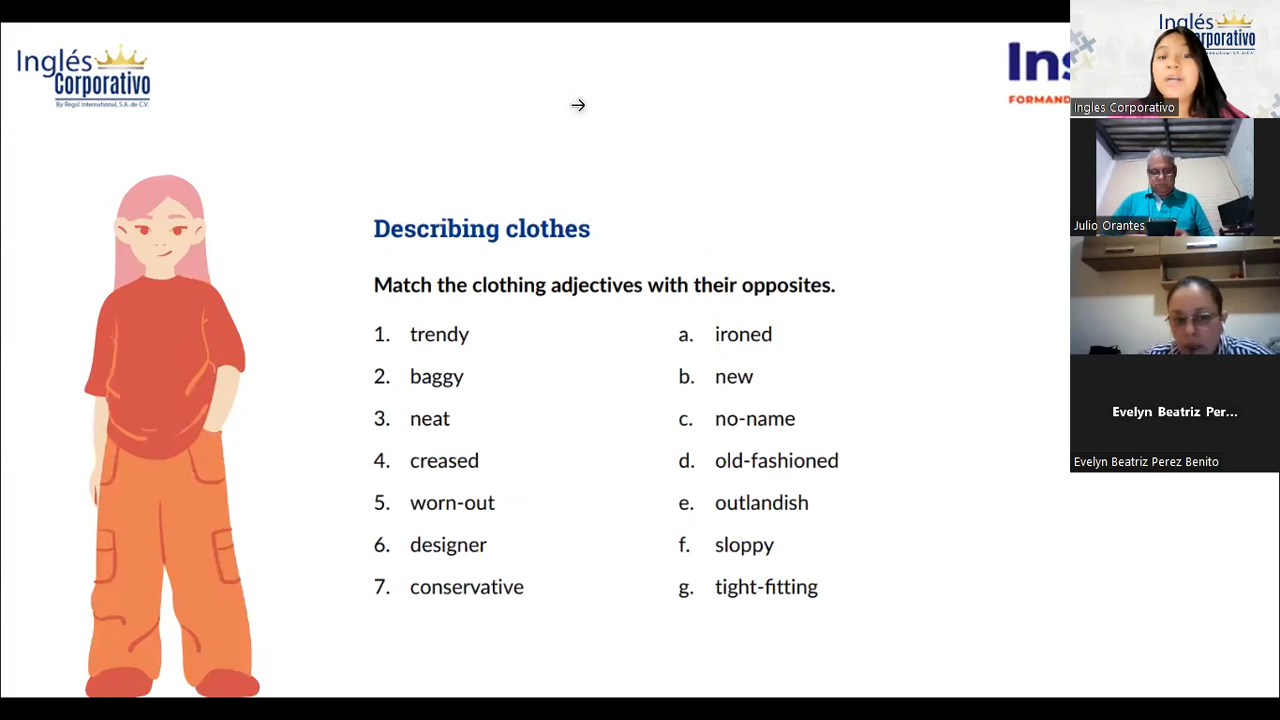 Inglés
Corporativo
By Regal International, S.A. de C.V.
Ins
FORMAND
Describing clothes
Match the clothing adjectives with their opposites.
1. trendy
a. ironed
2. baggy
b. new
3. neat
c. no-name
4. creased
d. old-fashioned
5. worn-out
e. outlandish
6. designer
f. sloppy
7. conservative
g. tight-fitting
Inglés
Corporativo
Ingles Corporativo
Julio Orantes
Evelyn Beatriz Per...
Evelyn Beatriz Perez Benito